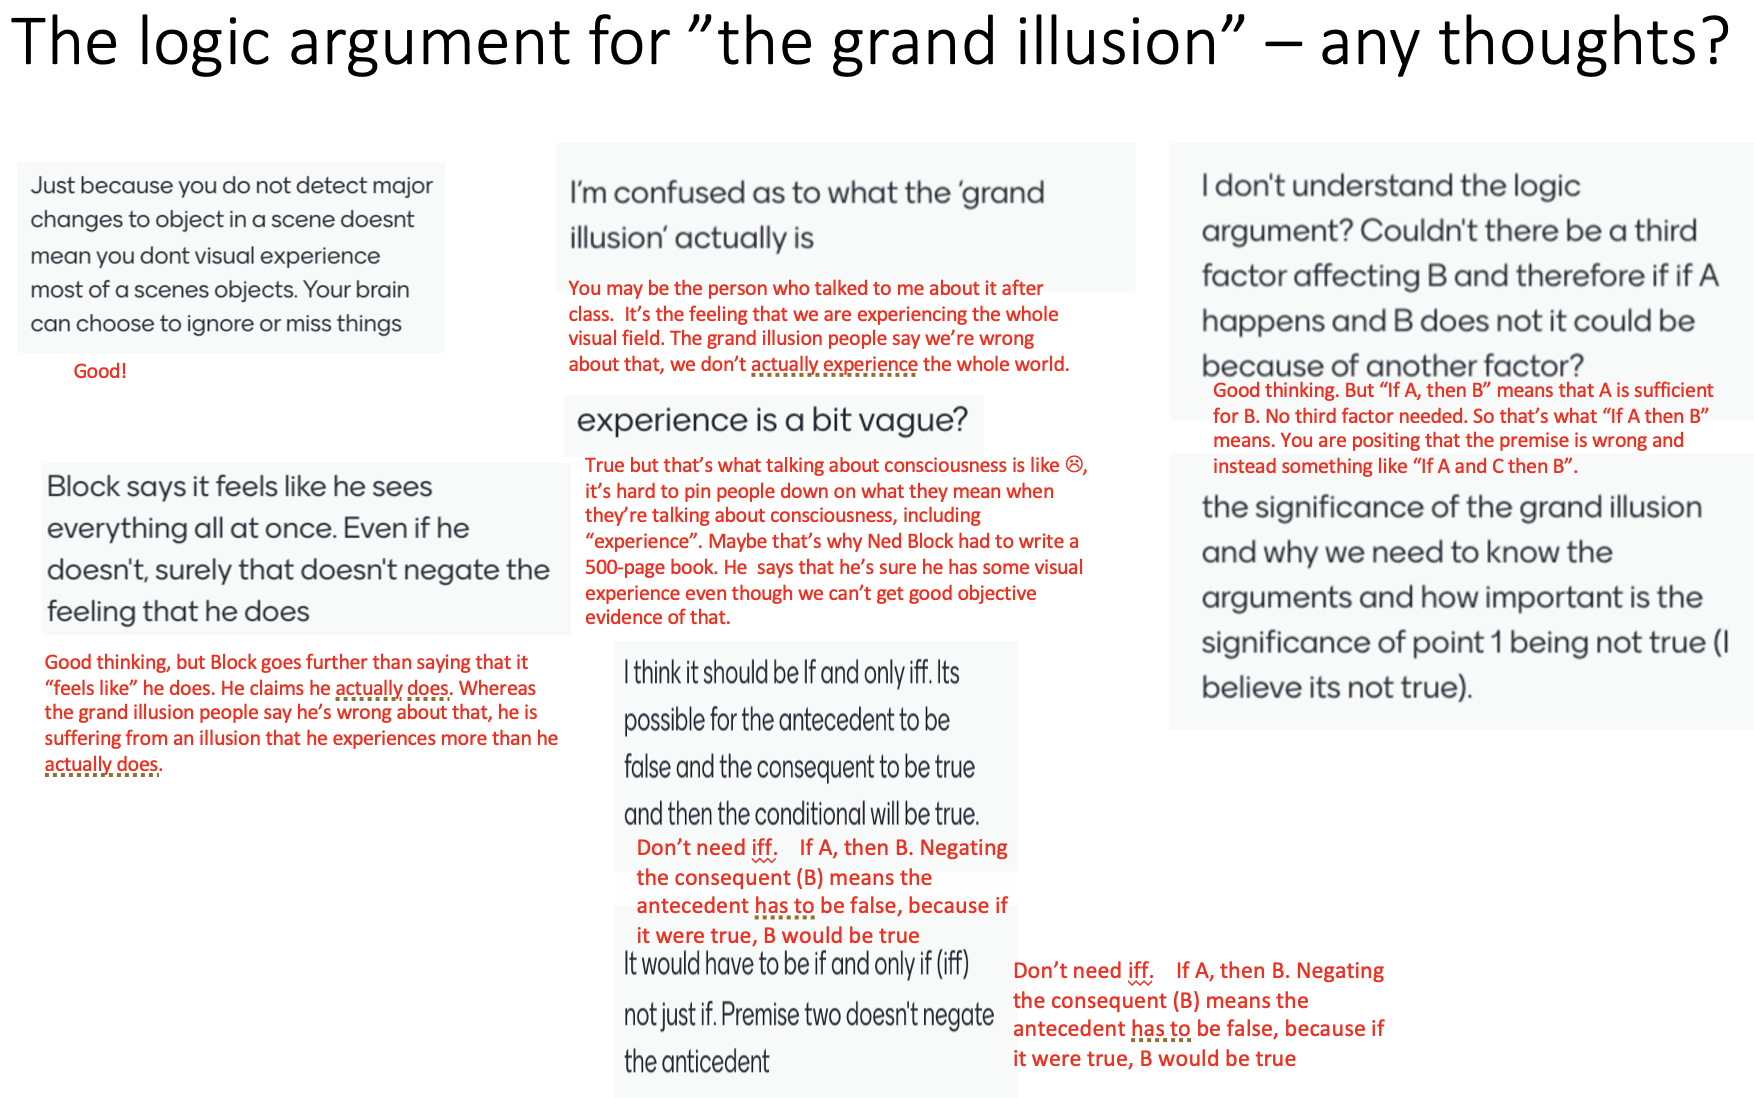 The logic argument for ”the grand illusion” – any thoughts?
Just because you do not detect major
changes to object in a scene doesnt
mean you dont visual experience
most of a scenes objects. Your brain
can choose to ignore or miss things
Good!
Block says it feels like he sees
everything all at once. Even if he
doesn't, surely that doesn't negate the
feeling that he does
Good thinking, but Block goes further than saying that it
“feels like” he does. He claims he actually does. Whereas
the grand illusion people say he’s wrong about that, he is
suffering from an illusion that he experiences more than he
actually does.
I’m confused as to what the ‘grand
illusion’ actually is
You may be the person who talked to me about it after
class. It’s the feeling that we are experiencing the whole
visual field. The grand illusion people say we’re wrong
about that, we don’t actually experience the whole world.
experience is a bit vague?
True but that’s what talking about consciousness is like ☹,
it’s hard to pin people down on what they mean when
they’re talking about consciousness, including
“experience”. Maybe that’s why Ned Block had to write a
500-page book. He says that he’s sure he has some visual
experience even though we can’t get good objective
evidence of that.
I think it should be If and only iff. Its
possible for the antecedent to be
false and the consequent to be true
and then the conditional will be true.
Don’t need iff. If A, then B. Negating
the consequent (B) means the
antecedent has to be false, because if
it were true, B would be true
It would have to be if and only if (iff)
not just if. Premise two doesn't negate
the anticedent
Don’t need iff. If A, then B. Negating
the consequent (B) means the
antecedent has to be false, because if
it were true, B would be true
I don't understand the logic
argument? Couldn't there be a third
factor affecting B and therefore if if A
happens and B does not it could be
because of another factor?
Good thinking. But “If A, then B” means that A is sufficient
for B. No third factor needed. So that’s what “If A then B”
means. You are positing that the premise is wrong and
instead something like “If A and C then B”.
the significance of the grand illusion
and why we need to know the
arguments and how important is the
significance of point 1 being not true (I
believe its not true).